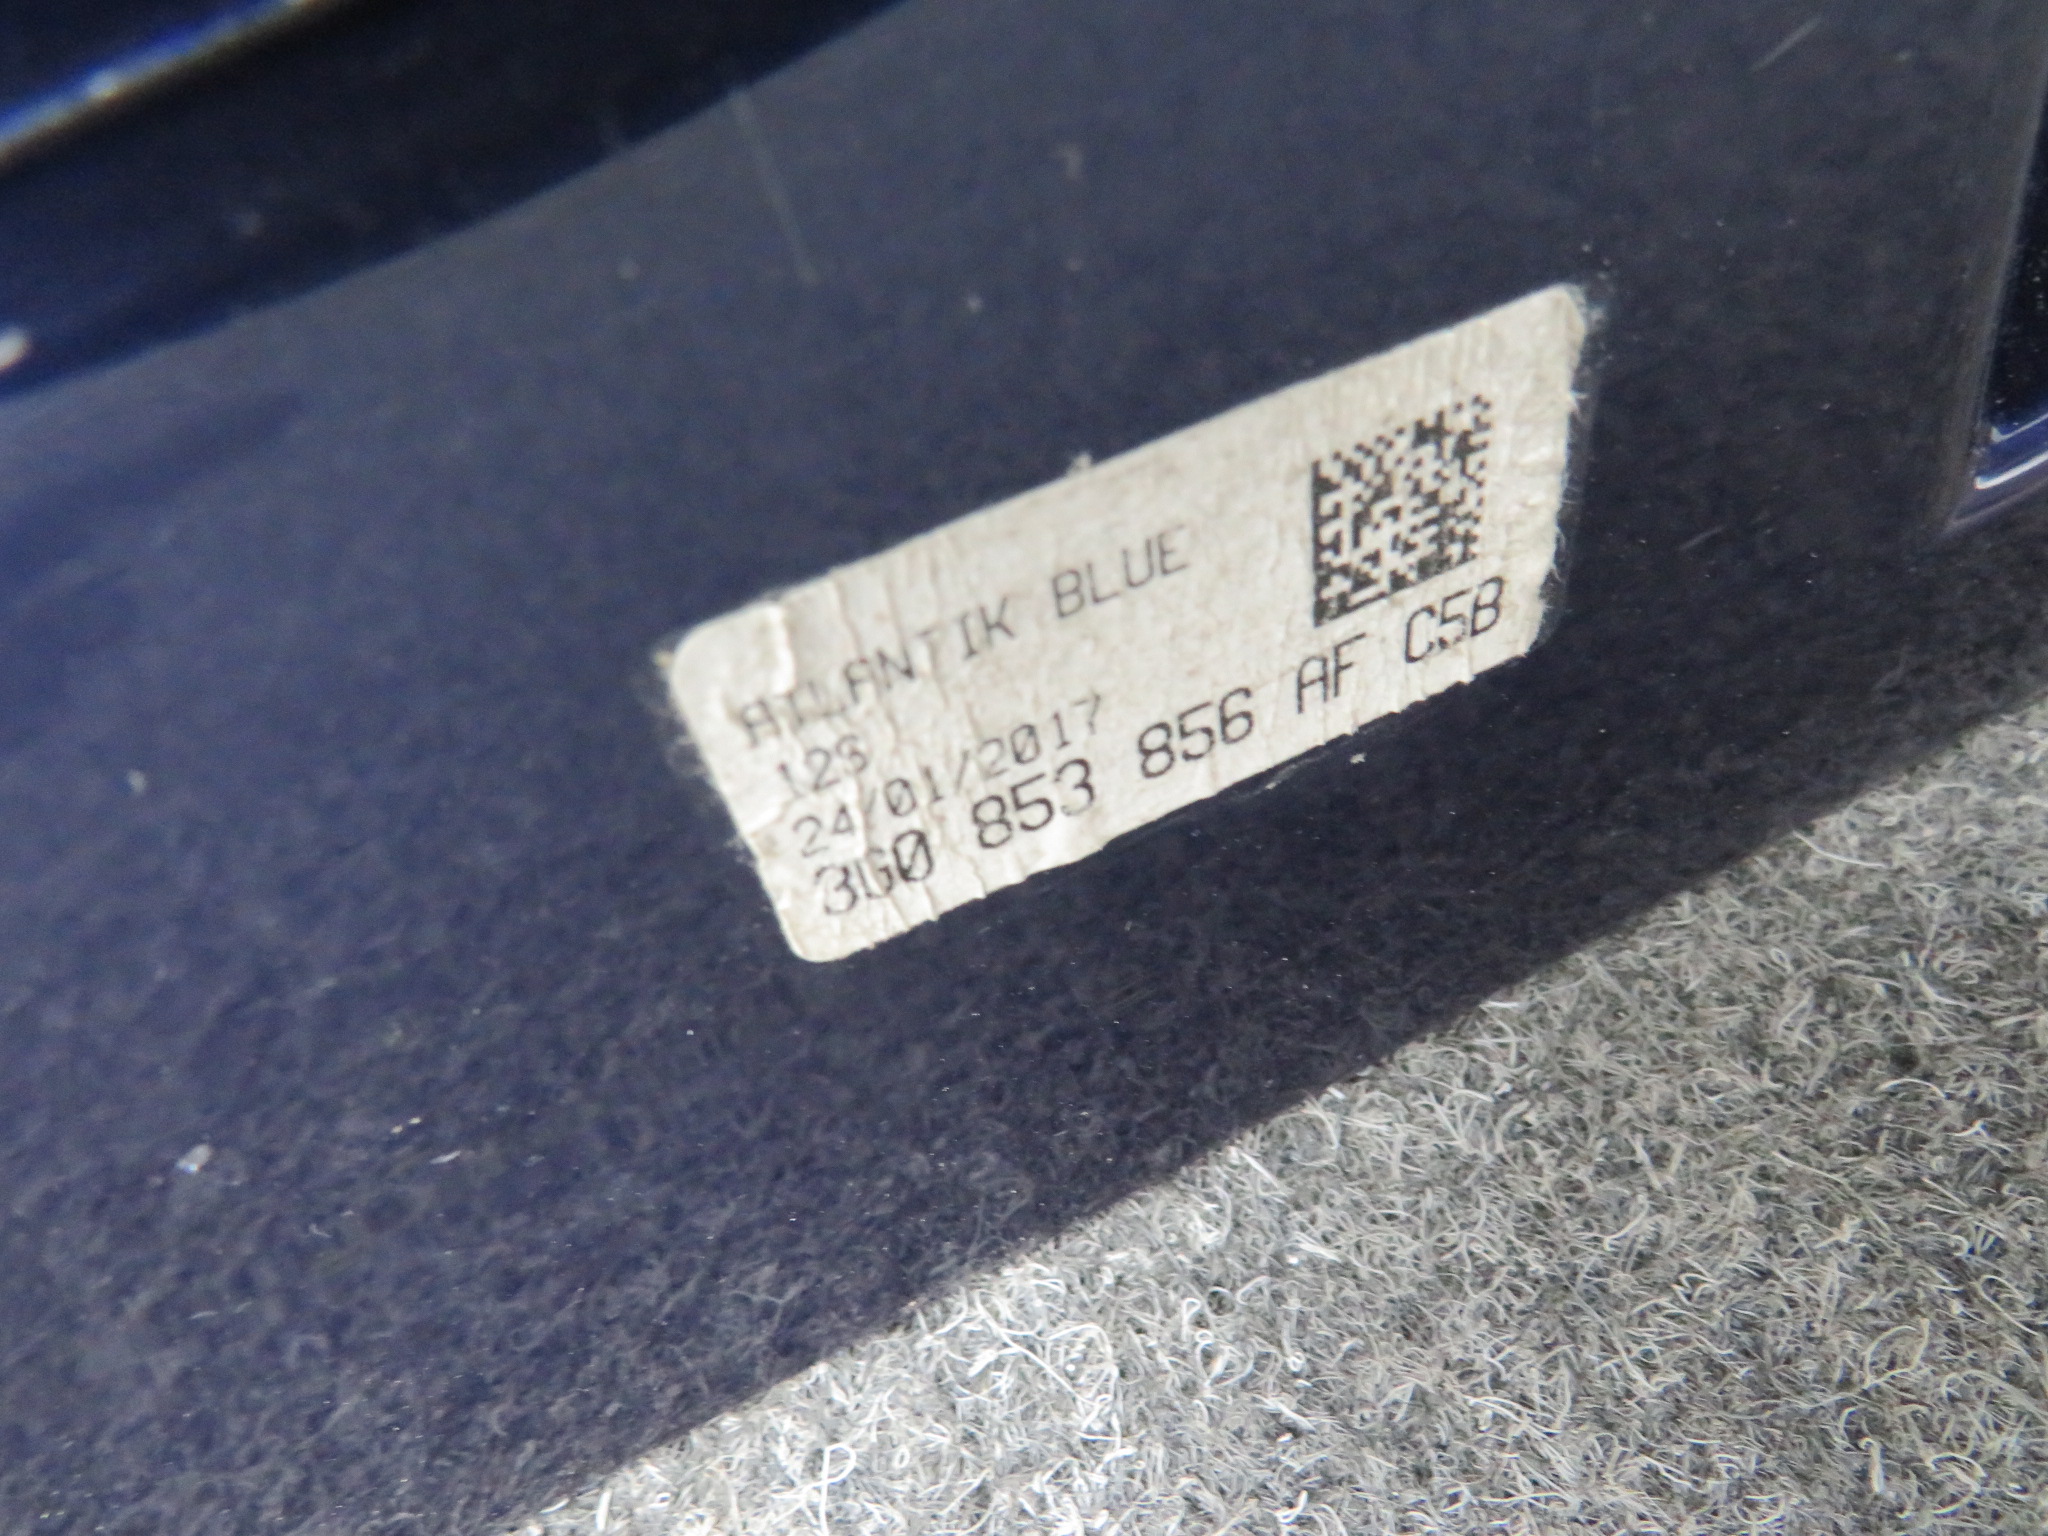 ATLANTIK BLUE
123
24/01/2017
3G0 853 856 AF C5B